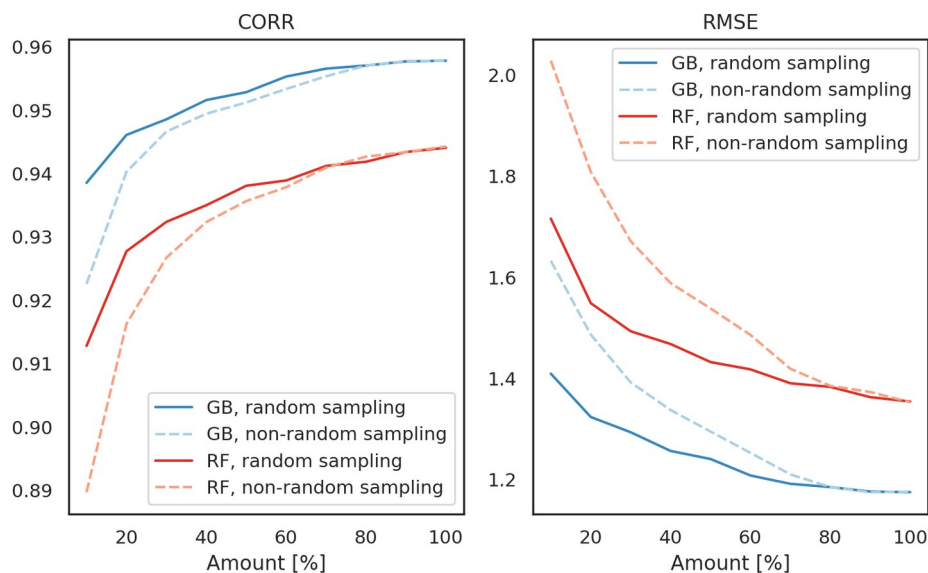 CORR
0.96
0.95
0.94
0.93
0.92
0.91
0.90
0.89
GB, random sampling
GB, non-random sampling
RF, random sampling
RF, non-random sampling
20 40 60 80 100
Amount [%]
RMSE
2.0
1.8
1.6
1.4
1.2
GB, random sampling
GB, non-random sampling
RF, random sampling
RF, non-random sampling
20 40 60 80 100
Amount [%]